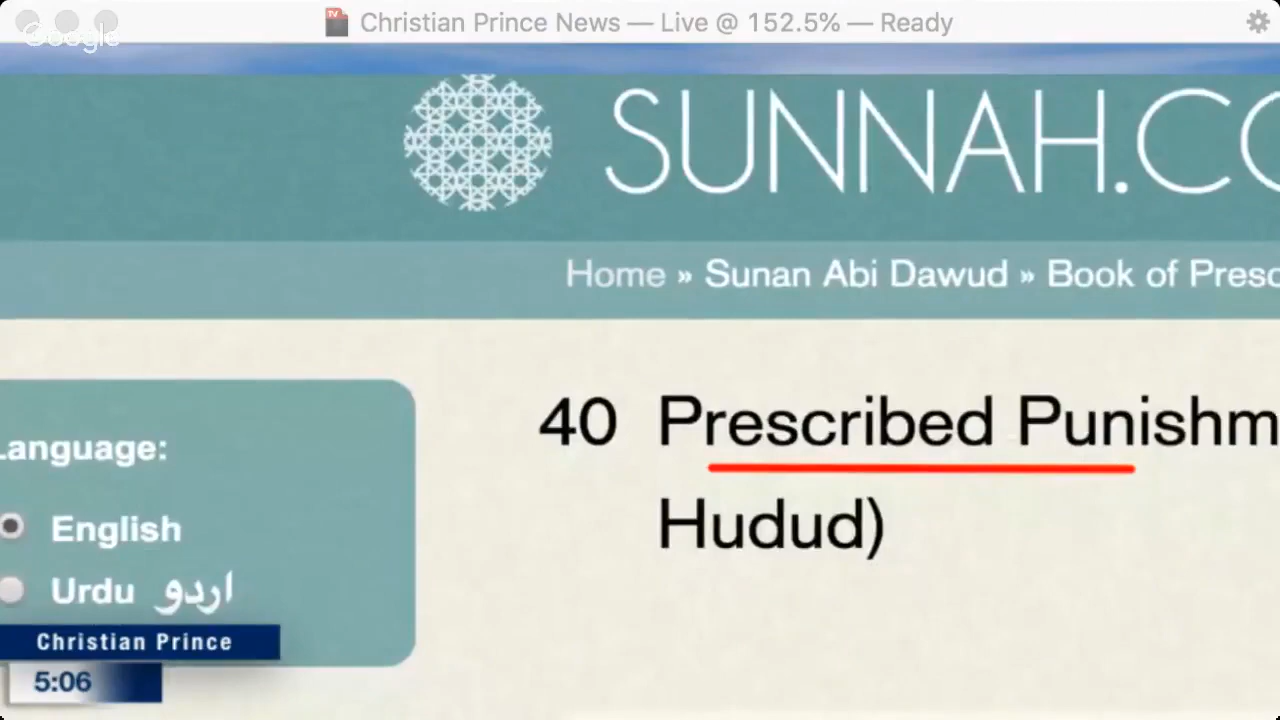 Christian Prince News — Live @ 152.5% — Ready
Google
SUNNAH.CO
Home » Sunan Abi Dawud » Book of Presc
40 Prescribed Punishm
Hudud)
Language:
English
Urdu اردو
Christian Prince
5:06